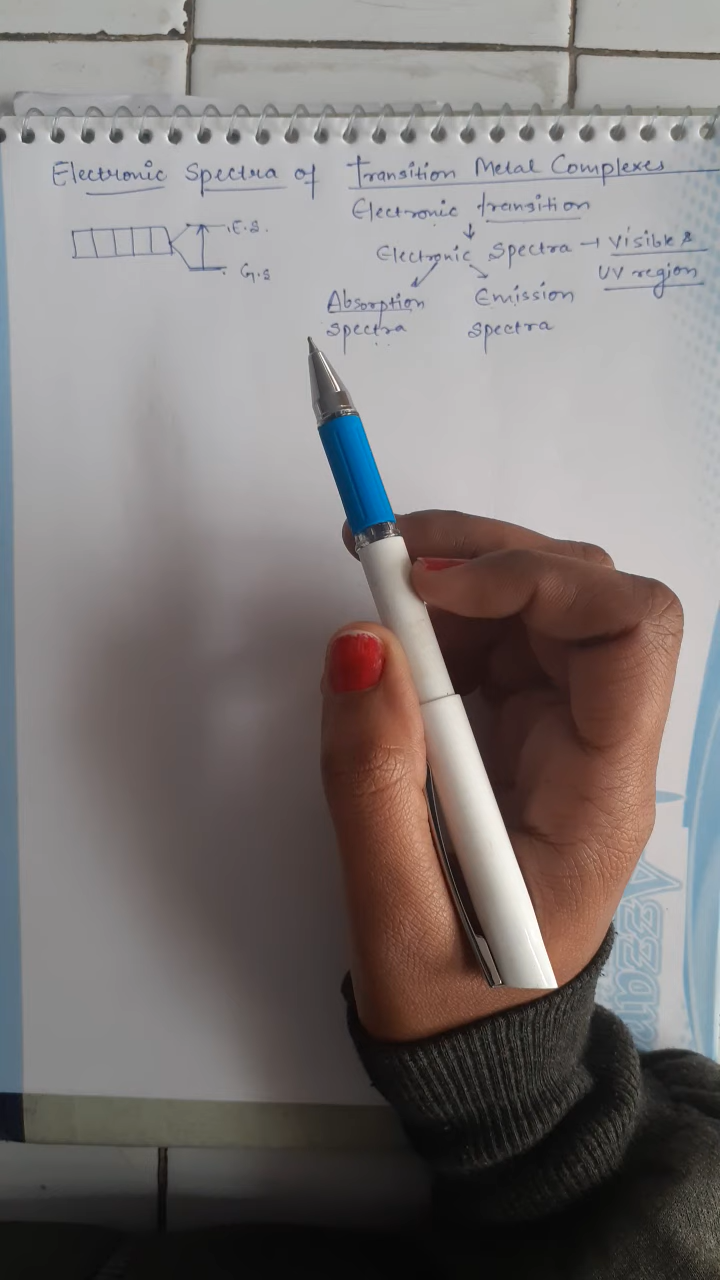 Electronic Spectra of Transition Metal Complexes
Electronic transition
↓
E.S.
G.S
Electronic Spectra → Visible &
UV region
Absorption Emission
Spectra Spectra